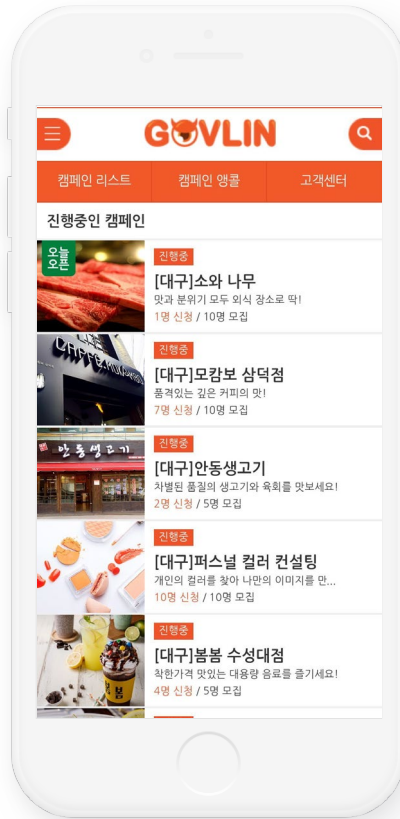 GOVLIN
캠페인 리스트 캠페인 앵콜 고객센터
진행중인 캠페인
오늘
오픈
진행중
[대구]소와 나무
맛과 분위기 모두 외식 장소로 딱!
1명 신청 / 10명 모집
진행중
[대구]모캄보 삼덕점
품격있는 깊은 커피의 맛!
7명 신청 / 10명 모집
안동생고기
진행중
[대구]안동생고기
차별된 품질의 생고기와 육회를 맛보세요!
2명 신청 / 5명 모집
진행중
[대구]퍼스널 컬러 컨설팅
개인의 컬러를 찾아 나만의 이미지를 만...
10명 신청 / 10명 모집
봄봄
진행중
[대구]봄봄 수성대점
착한가격 맛있는 대용량 음료를 즐기세요!
4명 신청 / 5명 모집